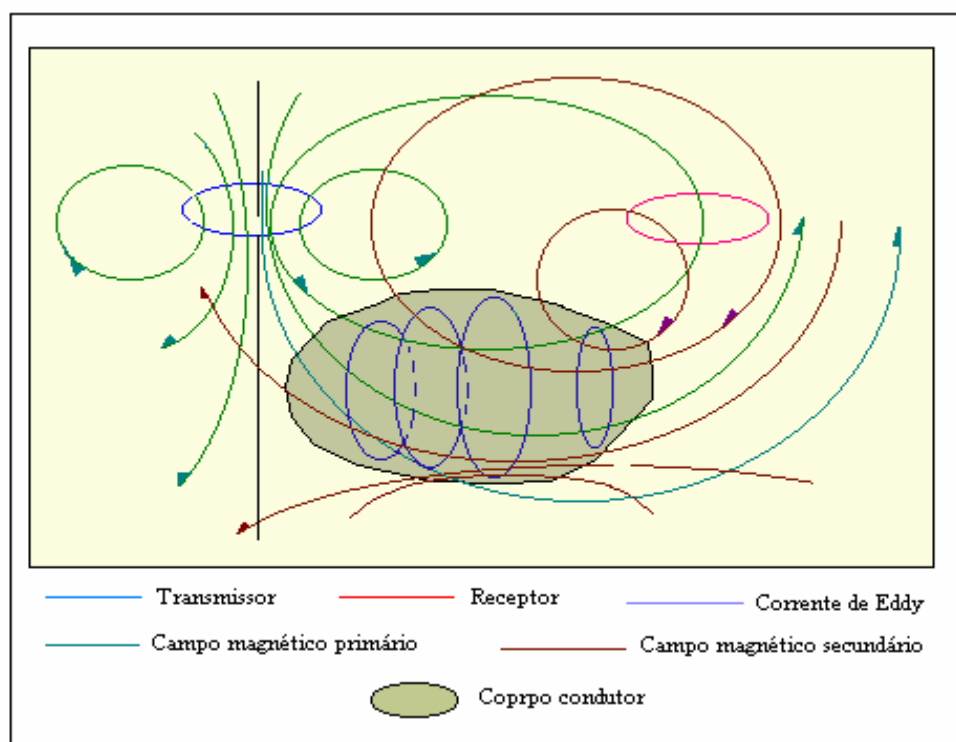 Transmissor Receptor Corrente de Eddy
Campo magnético primário Campo magnético secundário
Coprpo condutor